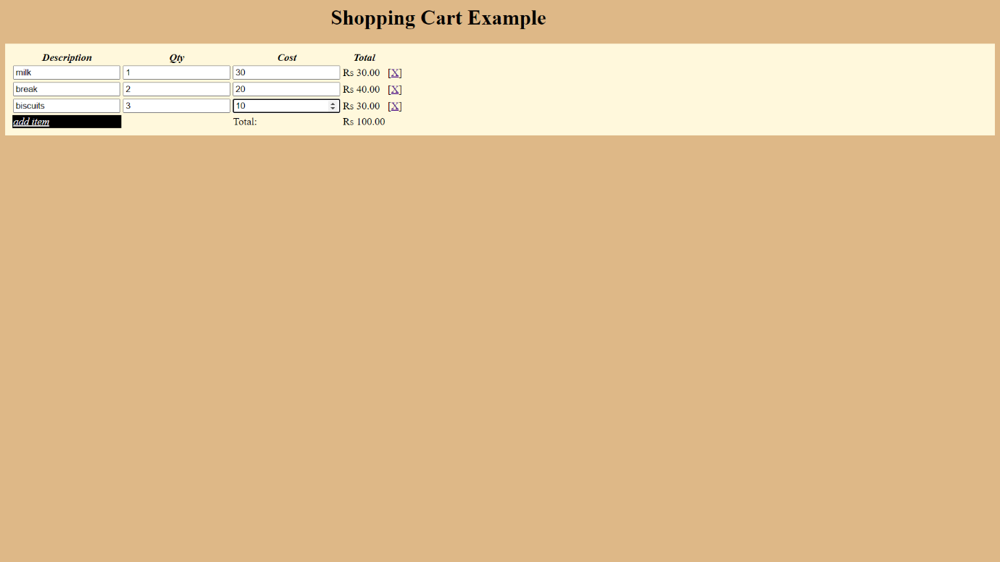 Shopping Cart Example
Description Qty Cost Total
milk 1 30 Rs 30.00 [X]
break 2 20 Rs 40.00 [X]
biscuits 3 10 Rs 30.00 [X]
add item Total: Rs 100.00